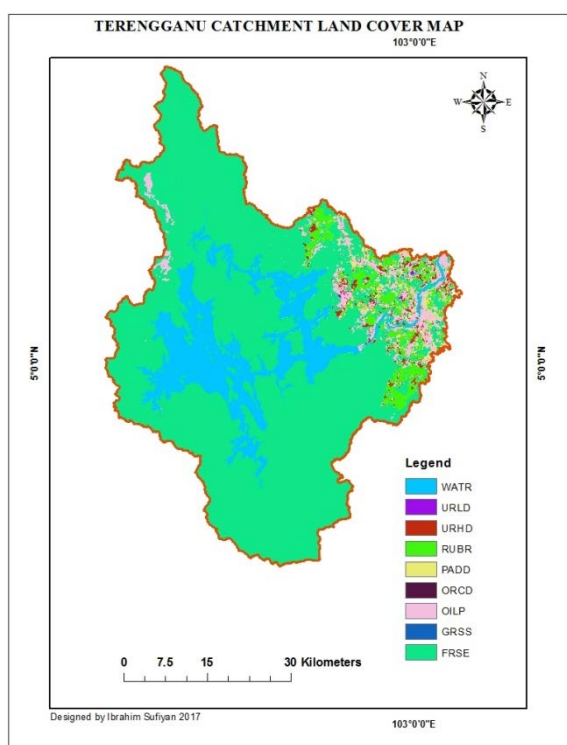 TERENGGANU CATCHMENT LAND COVER MAP
103°0'0"E
N
W E
S
5°0'0"N 5°0'0"N
Legend
WATR
URLD
URHD
RUBR
PADD
ORCD
OILP
GRSS
FRSE
0 7.5 15 30 Kilometers
Designed by Ibrahim Sufiyan 2017
103°0'0"E